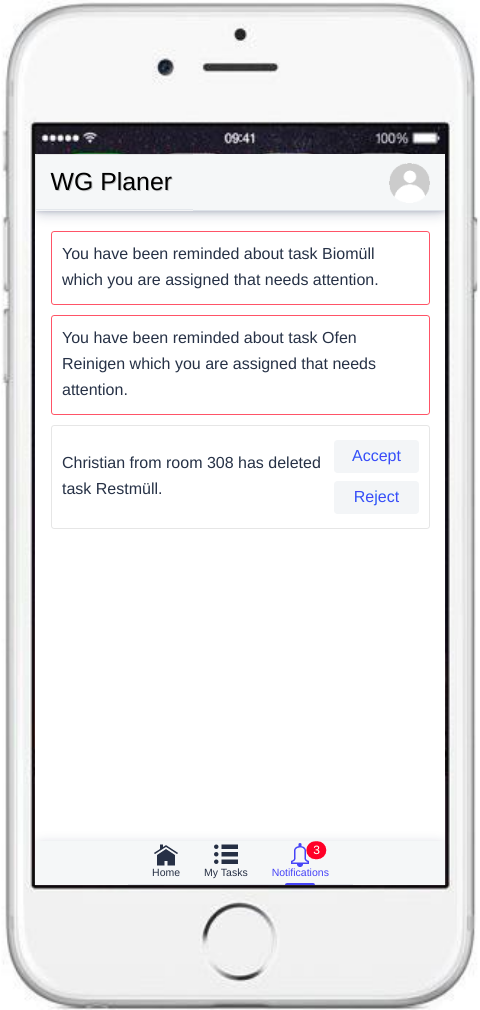 09:41
100%
WG Planer
You have been reminded about task Biomüll
which you are assigned that needs attention.
You have been reminded about task Ofen
Reinigen which you are assigned that needs
attention.
Christian from room 308 has deleted
task Restmüll.
Accept
Reject
3
Home
My Tasks
Notifications